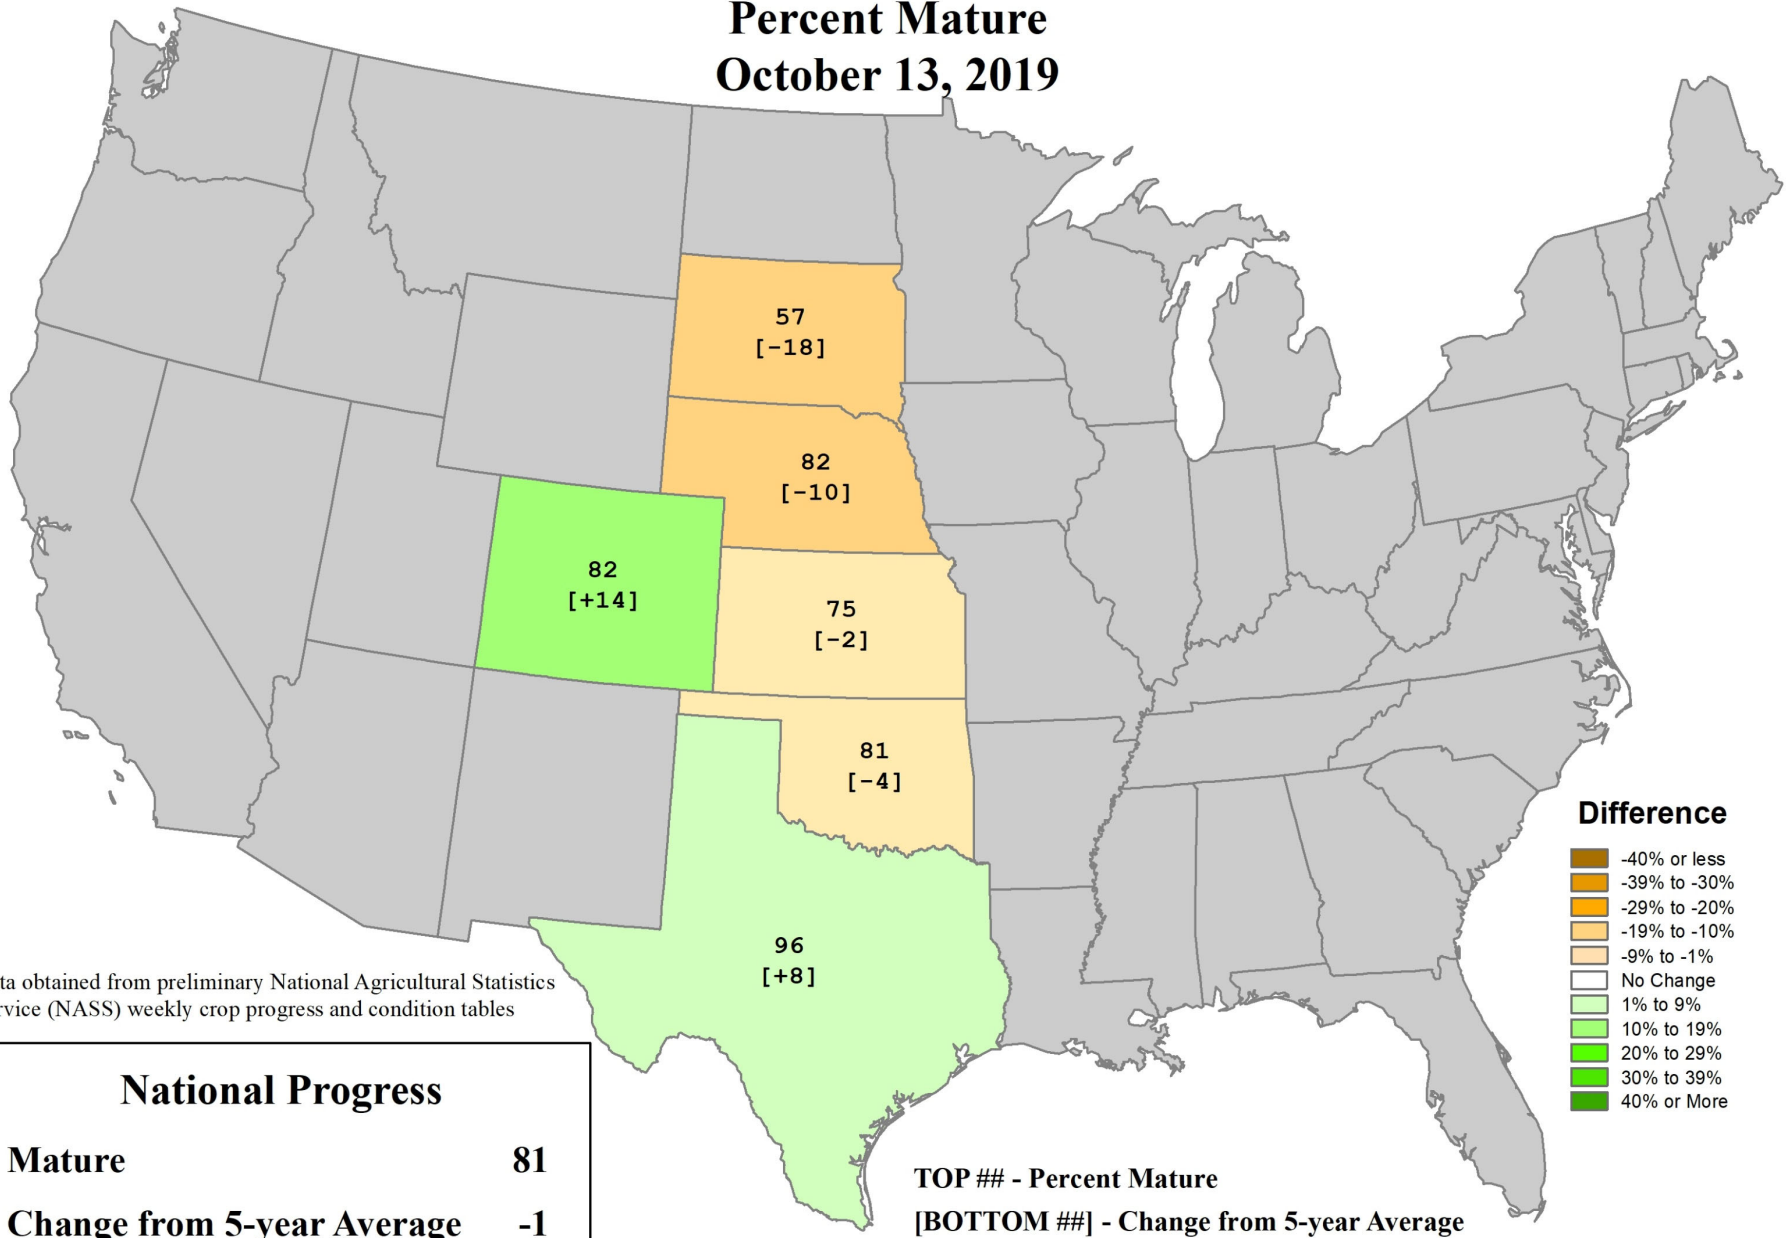 Percent Mature
October 13, 2019
57
[-18]
82
[-10]
82
[+14]
75
[-2]
81
[-4]
96
[+8]
Difference
-40% or less
-39% to -30%
-29% to -20%
-19% to -10%
-9% to -1%
No Change
1% to 9%
10% to 19%
20% to 29%
30% to 39%
40% or More
ta obtained from preliminary National Agricultural Statistics
rvice (NASS) weekly crop progress and condition tables
National Progress
Mature 81
Change from 5-year Average -1
TOP ## - Percent Mature
[BOTTOM ##] - Change from 5-year Average